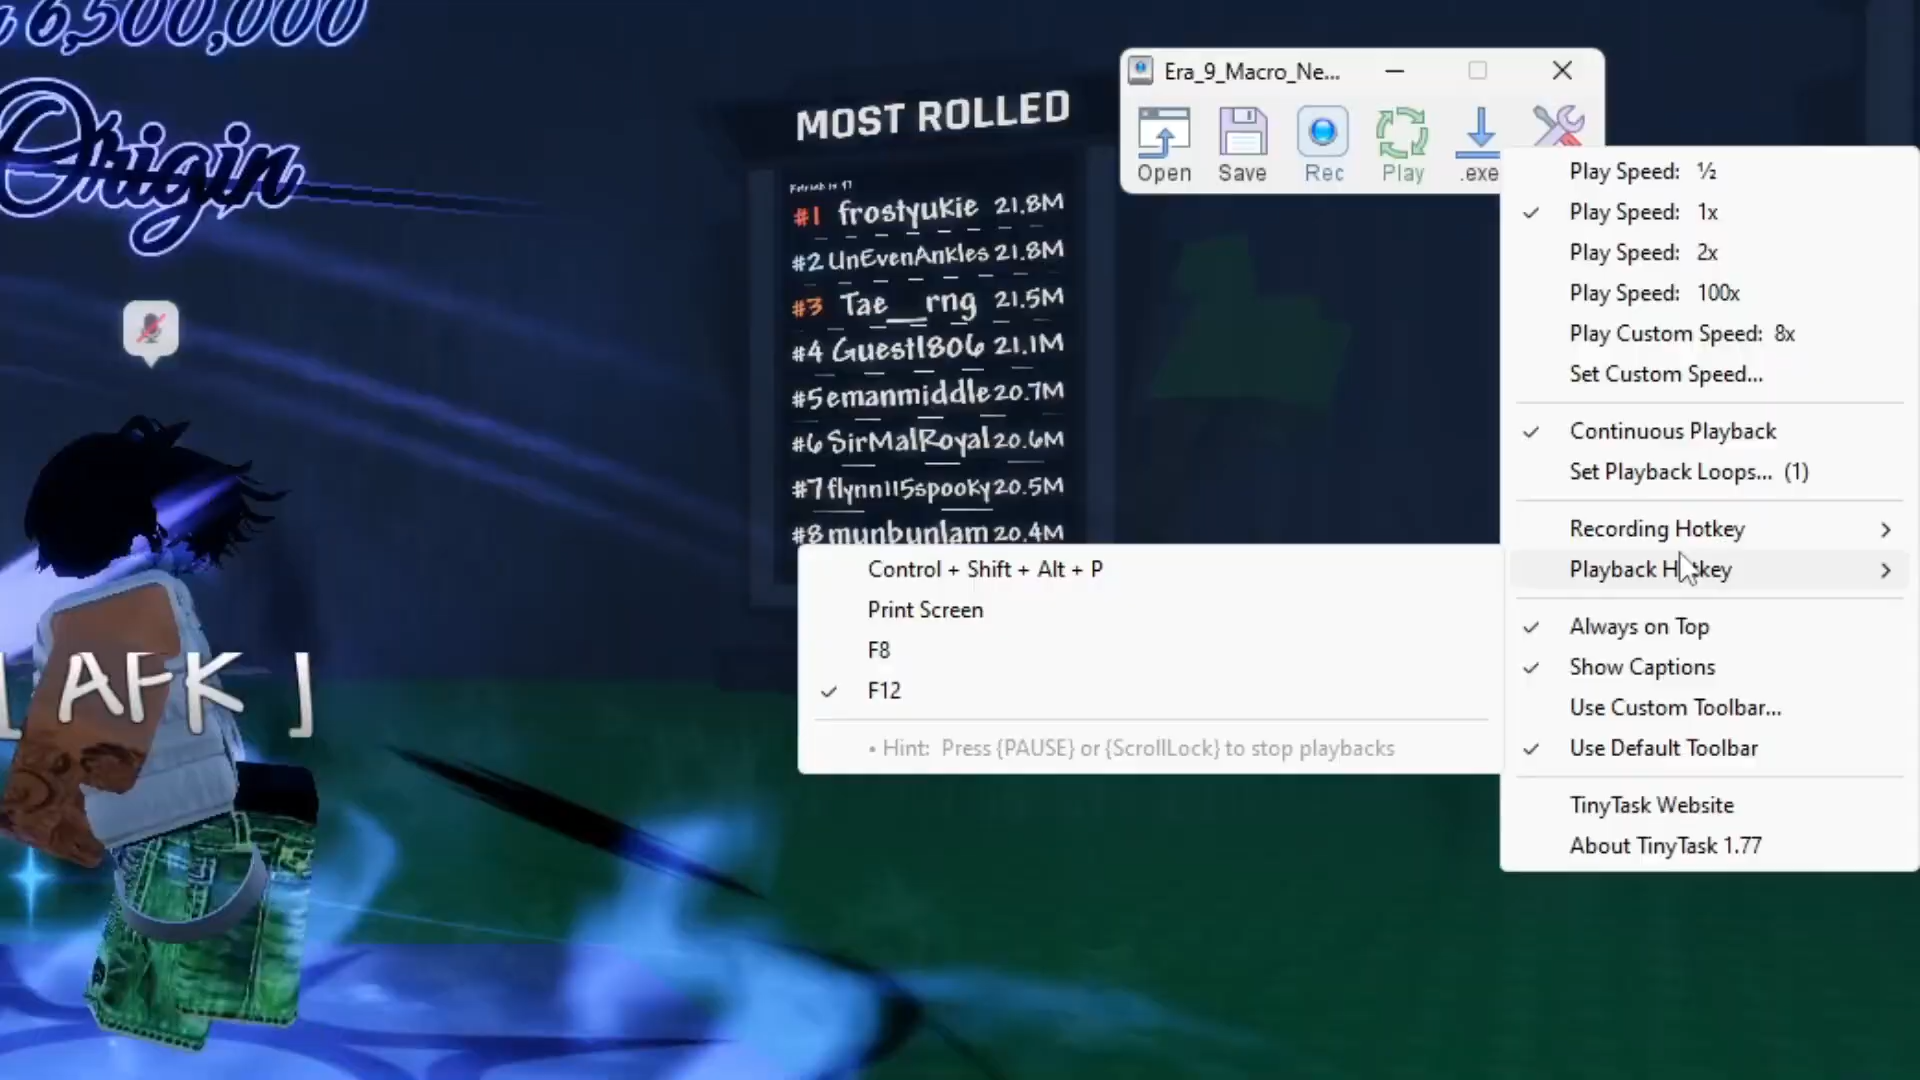 6,500,000
Origin
[ AFK ]
MOST ROLLED
#1 frostyukie 21.8M
#2 UnEvenAnkles 21.8M
#3 Tae__rng 21.5M
#4 Guest1806 21.1M
#5 emanmiddle 20.7M
#6 SirMalRoyal 20.6M
#7 flynn115spooky 20.5M
#8 munbunlam 20.4M
Era_9_Macro_Ne...
Open Save Rec Play .exe
Play Speed: ½
Play Speed: 1x
Play Speed: 2x
Play Speed: 100x
Play Custom Speed: 8x
Set Custom Speed...
Continuous Playback
Set Playback Loops... (1)
Recording Hotkey
Playback Hotkey
Always on Top
Show Captions
Use Custom Toolbar...
Use Default Toolbar
TinyTask Website
About TinyTask 1.77
Control + Shift + Alt + P
Print Screen
F8
F12
• Hint: Press {PAUSE} or {ScrollLock} to stop playbacks